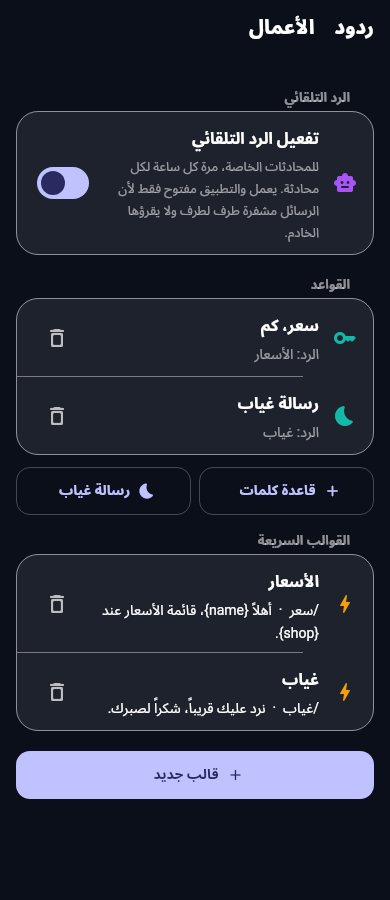 ردود الأعمال
الرد التلقائي
تفعيل الرد التلقائي
للمحادثات الخاصة، مرة كل ساعة لكل
محادثة. يعمل والتطبيق مفتوح فقط لأن
الرسائل مشفرة طرف لطرف ولا يقرؤها
الخادم.
القواعد
سعر، كم
الرد: الأسعار
رسالة غياب
الرد: غياب
+ قاعدة كلمات
رسالة غياب
القوالب السريعة
الأسعار
/سعر · أهلاً {name}، قائمة الأسعار عند
{shop}.
غياب
/غياب · نرد عليك قريباً، شكراً لصبرك.
+ قالب جديد